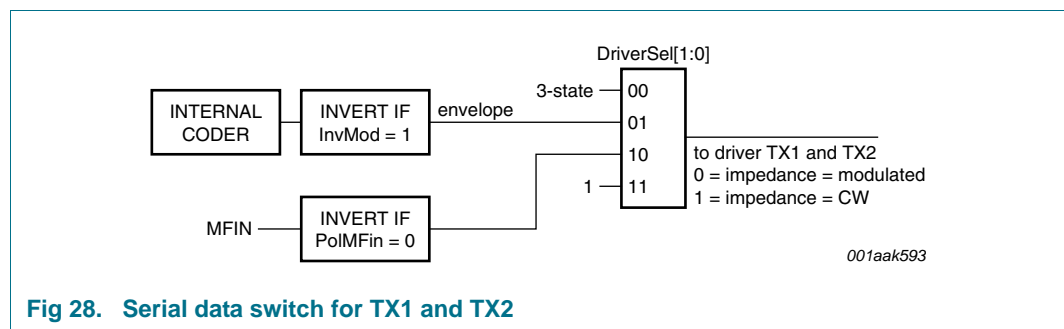 DriverSel[1:0]
3-state
00
INTERNAL
CODER
INVERT IF
InvMod = 1
envelope
01
10
to driver TX1 and TX2
0 = impedance = modulated
1 = impedance = CW
1
11
MFIN
INVERT IF
PolMFin = 0
001aak593
Fig 28. Serial data switch for TX1 and TX2